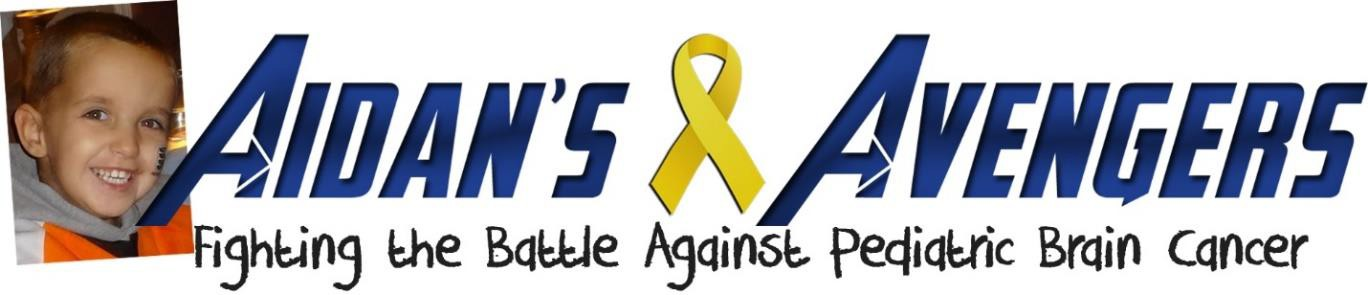 AIDAN'S AVENGERS
Fighting the Battle Against Pediatric Brain Cancer